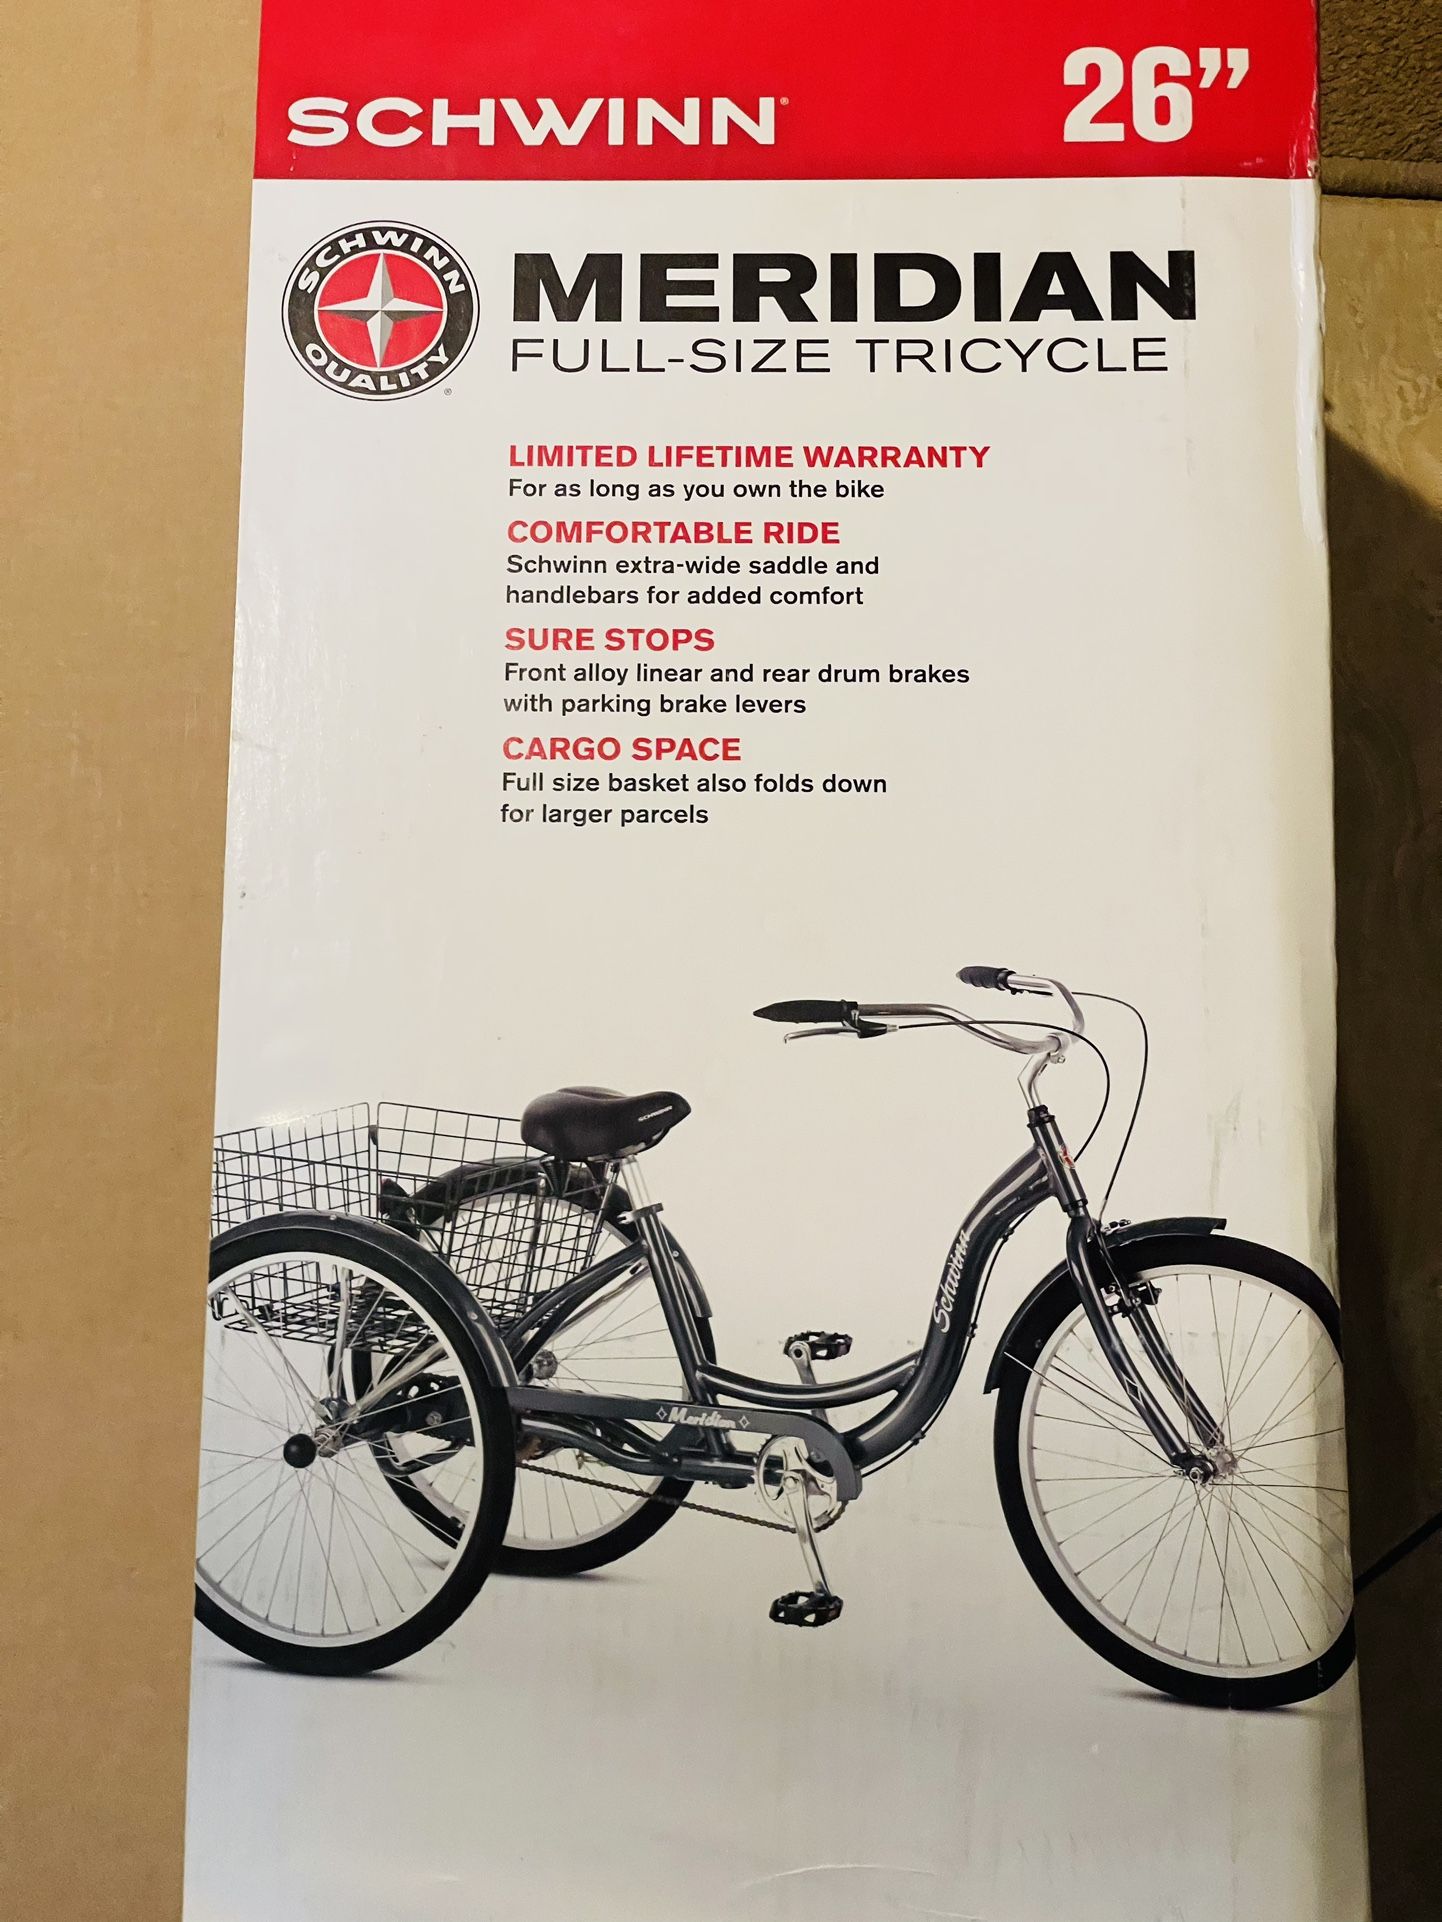 SCHWINN®
26”
SCHWINN
QUALITY
®
MERIDIAN
FULL-SIZE TRICYCLE
LIMITED LIFETIME WARRANTY
For as long as you own the bike
COMFORTABLE RIDE
Schwinn extra-wide saddle and
handlebars for added comfort
SURE STOPS
Front alloy linear and rear drum brakes
with parking brake levers
CARGO SPACE
Full size basket also folds down
for larger parcels
SCHWINN
Schwinn
Meridian